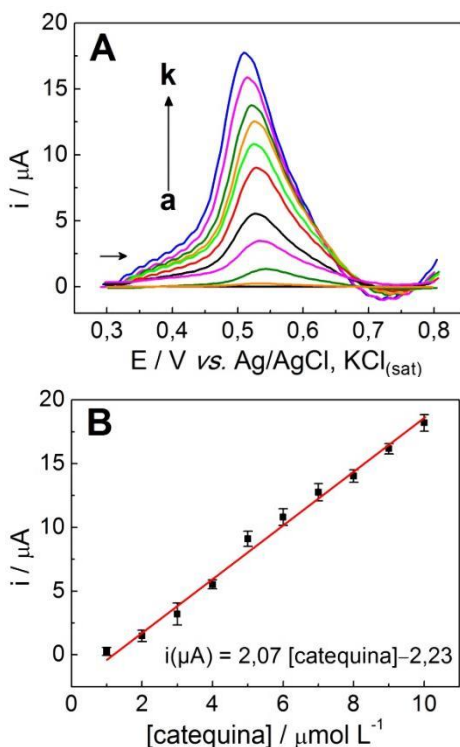 A
k
a
i / μA
20
15
10
5
0
0,3 0,4 0,5 0,6 0,7 0,8
E / V vs. Ag/AgCl, KCl(sat)
B
i / μA
20
15
10
5
0
i(μA) = 2,07 [catequina]–2,23
0 2 4 6 8 10
[catequina] / μmol L-1